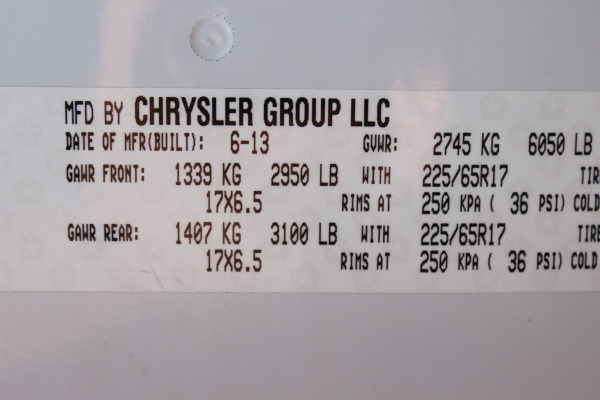 MFD BY CHRYSLER GROUP LLC
DATE OF MFR(BUILT): 6-13 GVWR: 2745 KG 6050 LB
GAWR FRONT: 1339 KG 2950 LB WITH 225/65R17 TIR
17X6.5 RIMS AT 250 KPA ( 36 PSI) COLD
GAWR REAR: 1407 KG 3100 LB WITH 225/65R17 TIRE
17X6.5 RIMS AT 250 KPA ( 36 PSI) COLD